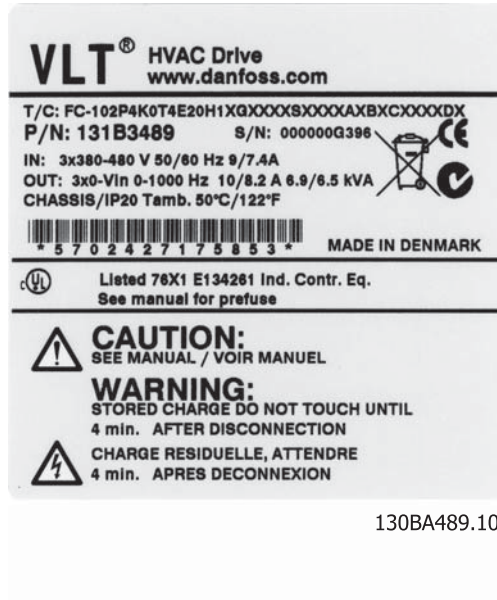 VLT® HVAC Drive
www.danfoss.com
T/C: FC-102P4K0T4E20H1XGXXXXSXXXXAXBXCXXXXDX
P/N: 131B3489 S/N: 000000G396
IN: 3x380-480 V 50/60 Hz 9/7.4A
OUT: 3x0-Vin 0-1000 Hz 10/8.2 A 6.9/6.5 kVA
CHASSIS/IP20 Tamb. 50°C/122°F
CE
* 5 7 0 2 4 2 7 1 7 5 8 5 3 * MADE IN DENMARK
c UL Listed 76X1 E134261 Ind. Contr. Eq.
See manual for prefuse
CAUTION:
SEE MANUAL / VOIR MANUEL
WARNING:
STORED CHARGE DO NOT TOUCH UNTIL
4 min. AFTER DISCONNECTION
CHARGE RESIDUELLE, ATTENDRE
4 min. APRES DECONNEXION
130BA489.10